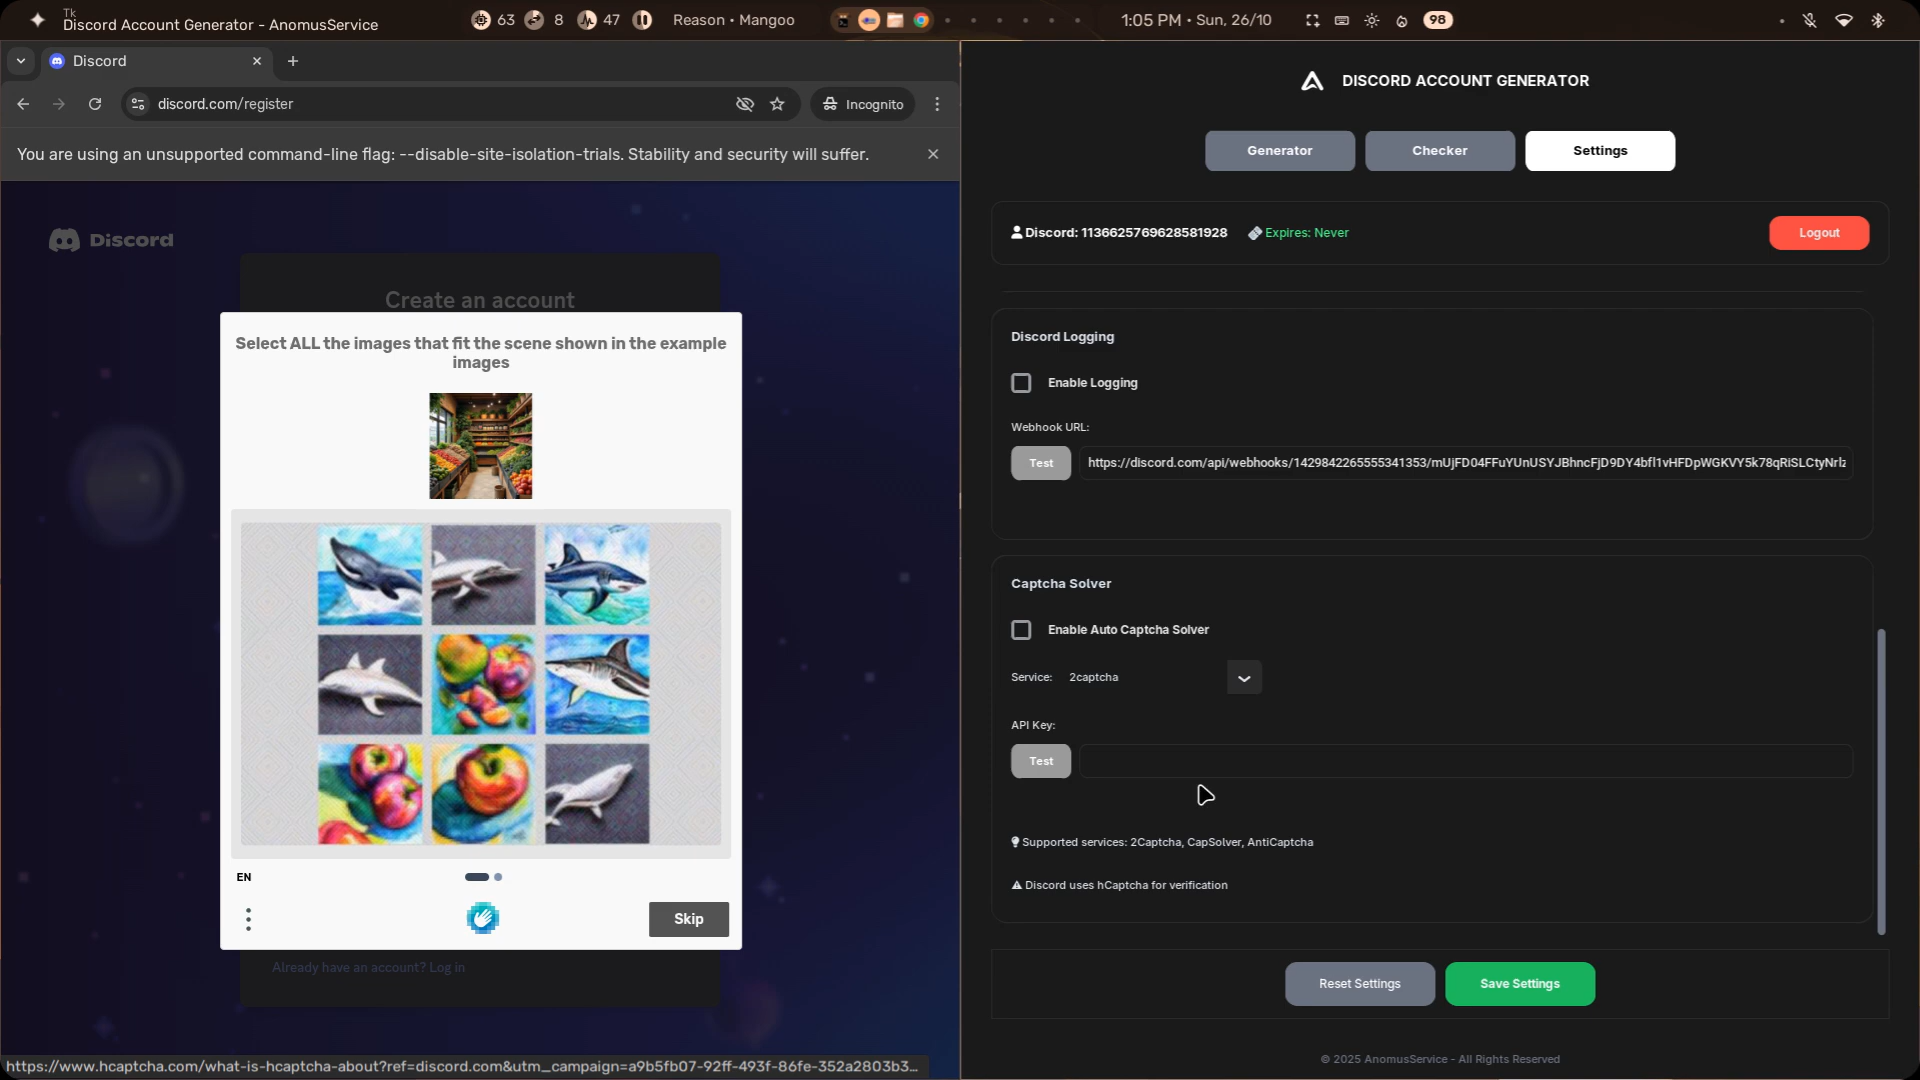 Tk
Discord Account Generator - AnomusService
63
8
47
Reason • Mangoo
1:05 PM • Sun, 26/10
98
Discord
discord.com/register
Incognito
You are using an unsupported command-line flag: --disable-site-isolation-trials. Stability and security will suffer.
Discord
Create an account
Select ALL the images that fit the scene shown in the example
images
EN
Skip
Already have an account? Log in
https://www.hcaptcha.com/what-is-hcaptcha-about?ref=discord.com&utm_campaign=a9b5fb07-92ff-493f-86fe-352a2803b3...
DISCORD ACCOUNT GENERATOR
Generator
Checker
Settings
Discord: 1136625769628581928
Expires: Never
Logout
Discord Logging
Enable Logging
Webhook URL:
Test
https://discord.com/api/webhooks/1429842265555341353/mUjFD04FFuYUnUSYJBhncFjD9DY4bfl1vHFDpWGKVY5k78qRiSLCtyNrlz
Captcha Solver
Enable Auto Captcha Solver
Service:
2captcha
API Key:
Test
Supported services: 2Captcha, CapSolver, AntiCaptcha
Discord uses hCaptcha for verification
Reset Settings
Save Settings
© 2025 AnomusService - All Rights Reserved